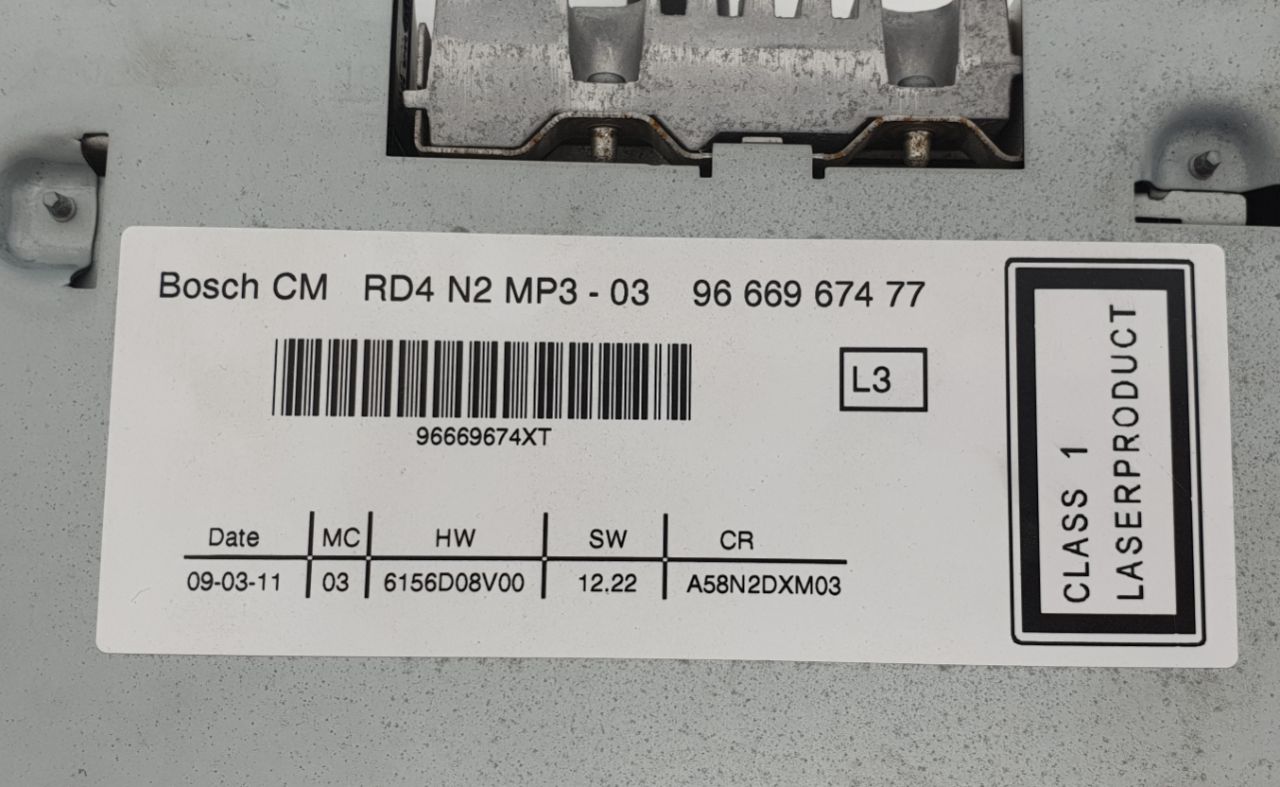 Bosch CM RD4 N2 MP3 - 03 96 669 674 77
96669674XT
L3
Date MC HW SW CR
09-03-11 03 6156D08V00 12.22 A58N2DXM03
CLASS 1
LASERPRODUCT